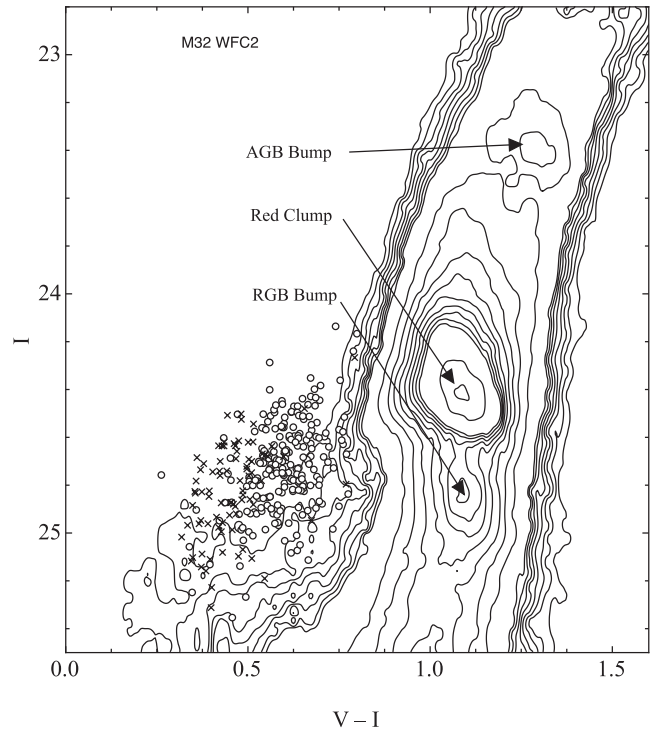 M32 WFC2
23
AGB Bump
Red Clump
RGB Bump
24
I
25
0.0 0.5 1.0 1.5
V – I